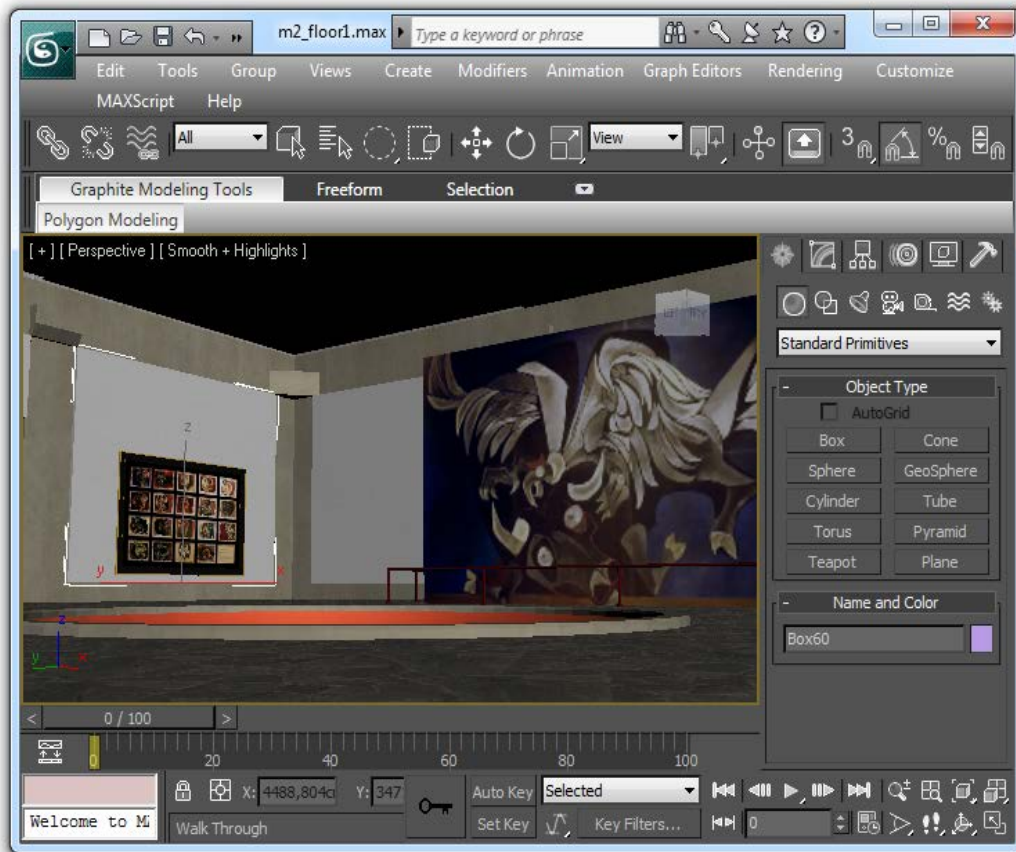 m2_floor1.max
Type a keyword or phrase
Edit Tools Group Views Create Modifiers Animation Graph Editors Rendering Customize
MAXScript Help
All
View
3
%
Graphite Modeling Tools Freeform Selection
Polygon Modeling
[ + ] [ Perspective ] [ Smooth + Highlights ]
Standard Primitives
- Object Type
AutoGrid
Box Cone
Sphere GeoSphere
Cylinder Tube
Torus Pyramid
Teapot Plane
- Name and Color
Box60
z
y x
z
y x
< 0 / 100 >
0 20 40 60 80 100
X: 4488,804c Y: 347 Auto Key Selected
Welcome to M Walk Through Set Key Key Filters... 0